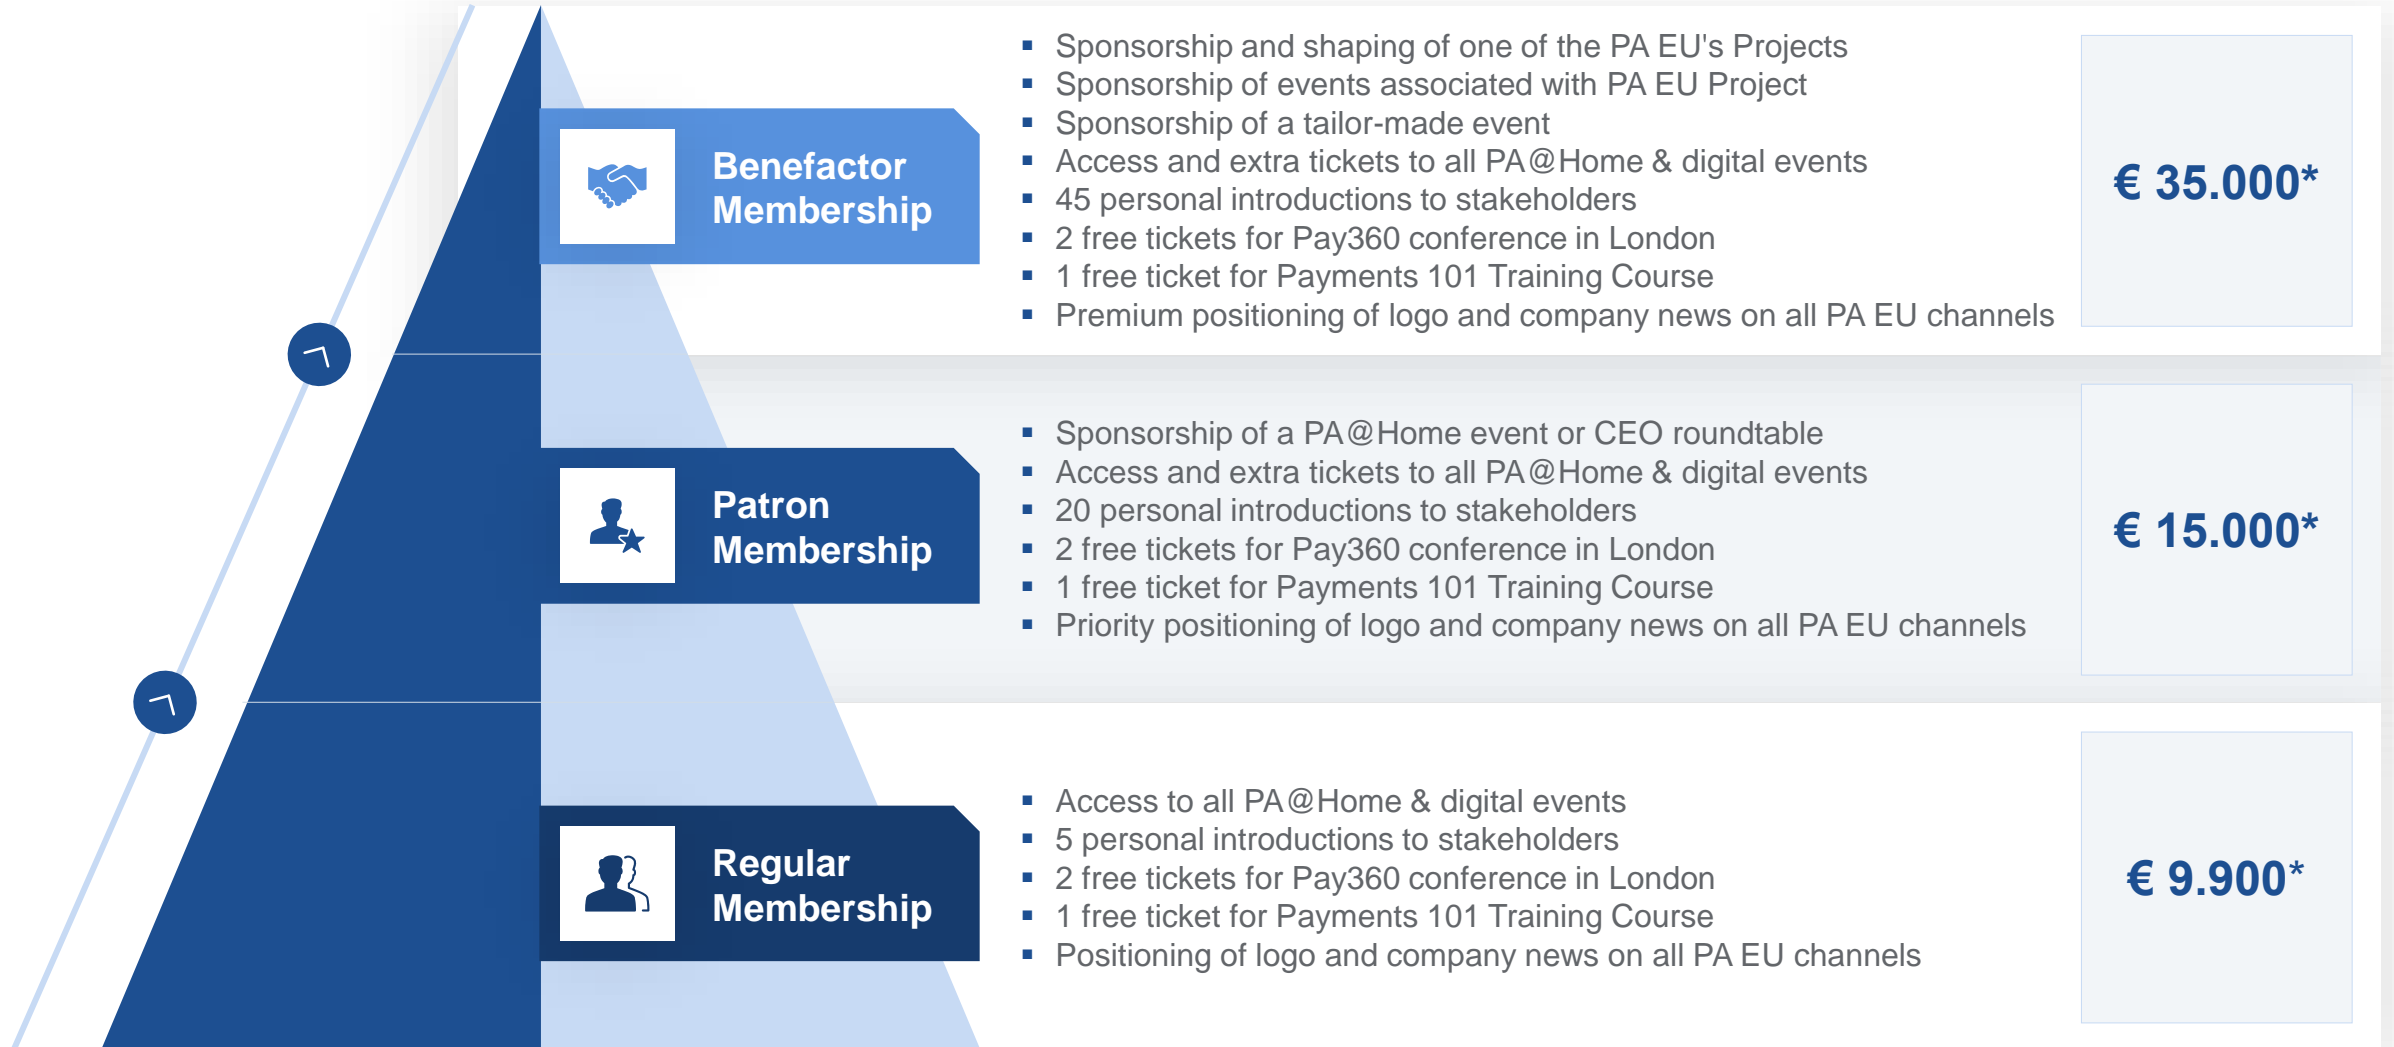 Benefactor
Membership
▪ Sponsorship and shaping of one of the PA EU's Projects
▪ Sponsorship of events associated with PA EU Project
▪ Sponsorship of a tailor-made event
▪ Access and extra tickets to all PA@Home & digital events
▪ 45 personal introductions to stakeholders
▪ 2 free tickets for Pay360 conference in London
▪ 1 free ticket for Payments 101 Training Course
▪ Premium positioning of logo and company news on all PA EU channels
€ 35.000*
Patron
Membership
▪ Sponsorship of a PA@Home event or CEO roundtable
▪ Access and extra tickets to all PA@Home & digital events
▪ 20 personal introductions to stakeholders
▪ 2 free tickets for Pay360 conference in London
▪ 1 free ticket for Payments 101 Training Course
▪ Priority positioning of logo and company news on all PA EU channels
€ 15.000*
Regular
Membership
▪ Access to all PA@Home & digital events
▪ 5 personal introductions to stakeholders
▪ 2 free tickets for Pay360 conference in London
▪ 1 free ticket for Payments 101 Training Course
▪ Positioning of logo and company news on all PA EU channels
€ 9.900*